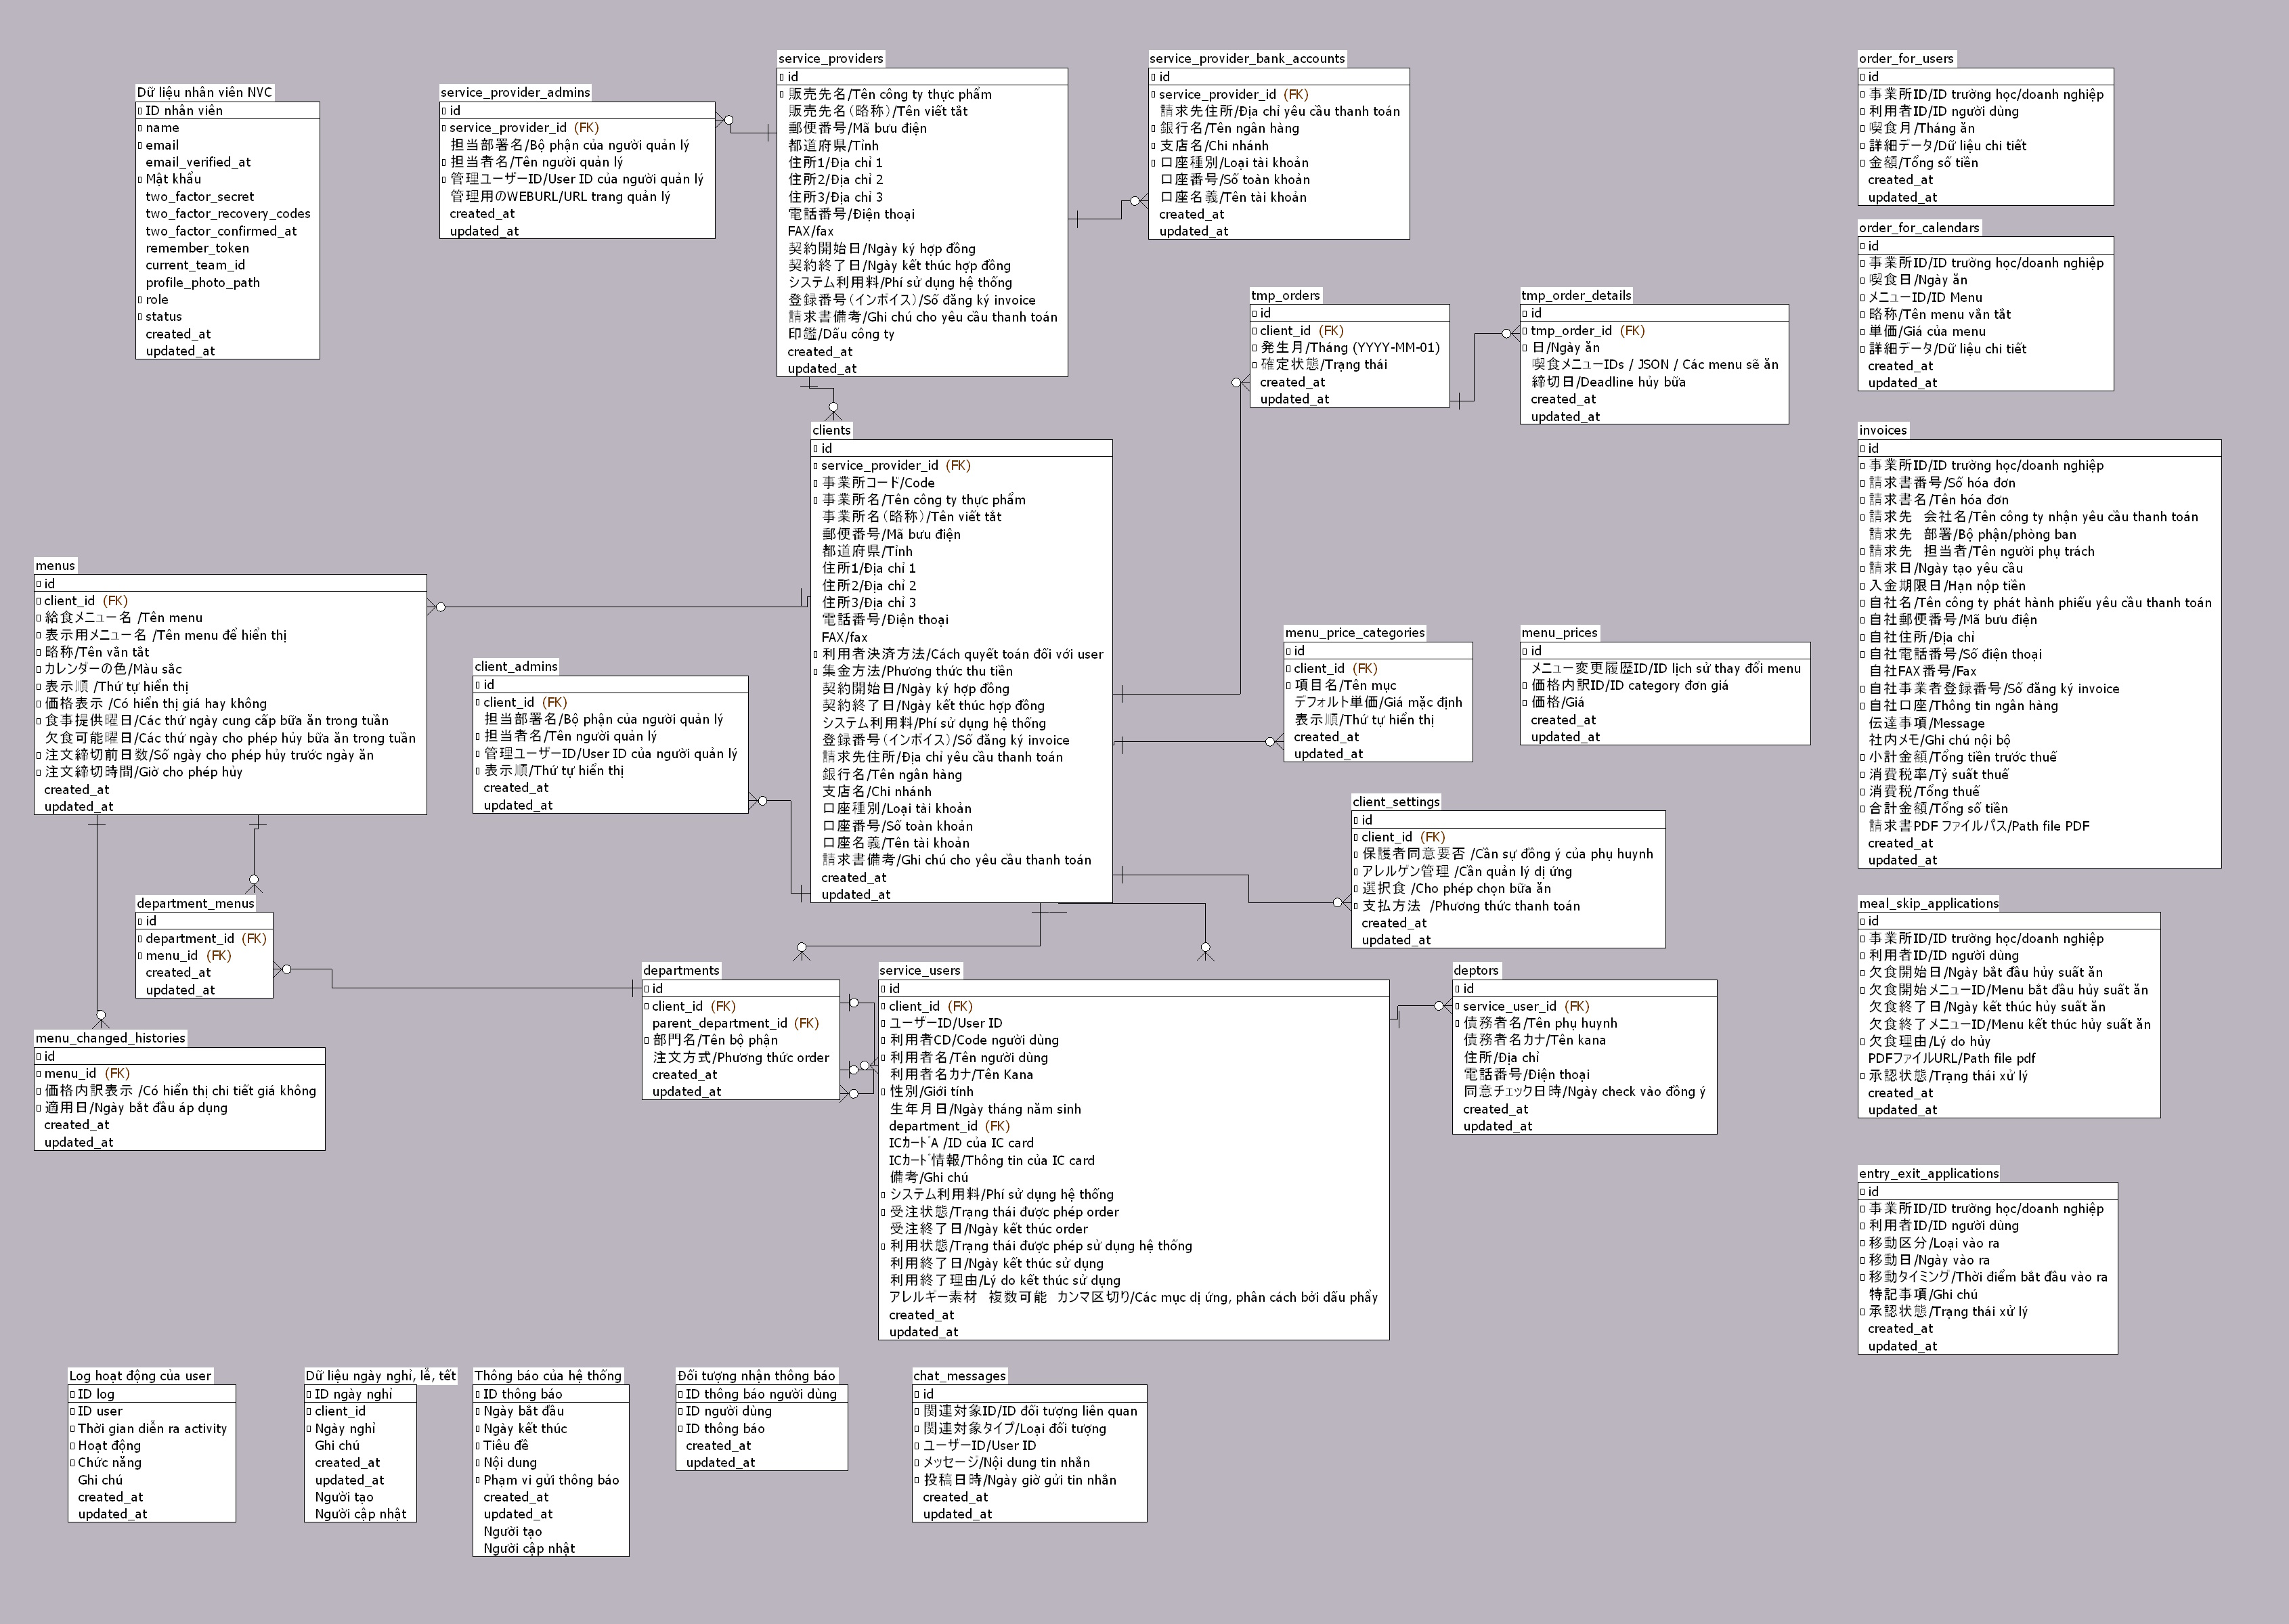 service_providers
id
販売先名/Tên công ty thực phẩm
販売先名（略称）/Tên viết tắt
郵便番号/Mã bưu điện
都道府県/Tỉnh
住所1/Địa chỉ 1
住所2/Địa chỉ 2
住所3/Địa chỉ 3
電話番号/Điện thoại
FAX/fax
契約開始日/Ngày ký hợp đồng
契約終了日/Ngày kết thúc hợp đồng
システム利用料/Phí sử dụng hệ thống
登録番号（インボイス）/Số đăng ký invoice
請求書備考/Ghi chú cho yêu cầu thanh toán
印鑑/Dấu công ty
created_at
updated_at
service_provider_bank_accounts
id
service_provider_id (FK)
請求先住所/Địa chỉ yêu cầu thanh toán
銀行名/Tên ngân hàng
支店名/Chi nhánh
口座種別/Loại tài khoản
口座番号/Số toàn khoản
口座名義/Tên tài khoản
created_at
updated_at
order_for_users
id
事業所ID/ID trường học/doanh nghiệp
利用者ID/ID người dùng
喫食月/Tháng ăn
詳細データ/Dữ liệu chi tiết
金額/Tổng số tiền
created_at
updated_at
Dữ liệu nhân viên NVC
ID nhân viên
name
email
email_verified_at
Mật khẩu
two_factor_secret
two_factor_recovery_codes
two_factor_confirmed_at
remember_token
current_team_id
profile_photo_path
role
status
created_at
updated_at
service_provider_admins
id
service_provider_id (FK)
担当部署名/Bộ phận của người quản lý
担当者名/Tên người quản lý
管理ユーザーID/User ID của người quản lý
管理用のWEBURL/URL trang quản lý
created_at
updated_at
order_for_calendars
id
事業所ID/ID trường học/doanh nghiệp
喫食日/Ngày ăn
メニューID/ID Menu
略称/Tên menu vắn tắt
単価/Giá của menu
詳細データ/Dữ liệu chi tiết
created_at
updated_at
tmp_orders
id
client_id (FK)
発生月/Tháng (YYYY-MM-01)
確定状態/Trạng thái
created_at
updated_at
tmp_order_details
id
tmp_order_id (FK)
日/Ngày ăn
喫食メニューIDs / JSON / Các menu sẽ ăn
締切日/Deadline hủy bữa
created_at
updated_at
clients
id
service_provider_id (FK)
事業所コード/Code
事業所名/Tên công ty thực phẩm
事業所名（略称）/Tên viết tắt
郵便番号/Mã bưu điện
都道府県/Tỉnh
住所1/Địa chỉ 1
住所2/Địa chỉ 2
住所3/Địa chỉ 3
電話番号/Điện thoại
FAX/fax
利用者決済方法/Cách quyết toán đối với user
集金方法/Phương thức thu tiền
契約開始日/Ngày ký hợp đồng
契約終了日/Ngày kết thúc hợp đồng
システム利用料/Phí sử dụng hệ thống
登録番号（インボイス）/Số đăng ký invoice
請求先住所/Địa chỉ yêu cầu thanh toán
銀行名/Tên ngân hàng
支店名/Chi nhánh
口座種別/Loại tài khoản
口座番号/Số toàn khoản
口座名義/Tên tài khoản
請求書備考/Ghi chú cho yêu cầu thanh toán
created_at
updated_at
invoices
id
事業所ID/ID trường học/doanh nghiệp
請求書番号/Số hóa đơn
請求書名/Tên hóa đơn
請求先　会社名/Tên công ty nhận yêu cầu thanh toán
請求先　部署/Bộ phận/phòng ban
請求先　担当者/Tên người phụ trách
請求日/Ngày tạo yêu cầu
入金期限日/Hạn nộp tiền
自社名/Tên công ty phát hành phiếu yêu cầu thanh toán
自社郵便番号/Mã bưu điện
自社住所/Địa chỉ
自社電話番号/Số điện thoại
自社FAX番号/Fax
自社事業者登録番号/Số đăng ký invoice
自社口座/Thông tin ngân hàng
伝達事項/Message
社内メモ/Ghi chú nội bộ
小計金額/Tổng tiền trước thuế
消費税率/Tỷ suất thuế
消費税/Tổng thuế
合計金額/Tổng số tiền
請求書PDF ファイルパス/Path file PDF
created_at
updated_at
menus
id
client_id (FK)
給食メニュー名 /Tên menu
表示用メニュー名 /Tên menu để hiển thị
略称/Tên vắn tắt
カレンダーの色/Màu sắc
表示順 /Thứ tự hiển thị
価格表示 /Có hiển thị giá hay không
食事提供曜日/Các thứ ngày cung cấp bữa ăn trong tuần
欠食可能曜日/Các thứ ngày cho phép hủy bữa ăn trong tuần
注文締切前日数/Số ngày cho phép hủy trước ngày ăn
注文締切時間/Giờ cho phép hủy
created_at
updated_at
client_admins
id
client_id (FK)
担当部署名/Bộ phận của người quản lý
担当者名/Tên người quản lý
管理ユーザーID/User ID của người quản lý
表示順/Thứ tự hiển thị
created_at
updated_at
menu_price_categories
id
client_id (FK)
項目名/Tên mục
デフォルト単価/Giá mặc định
表示順/Thứ tự hiển thị
created_at
updated_at
menu_prices
id
メニュー変更履歴ID/ID lịch sử thay đổi menu
価格内訳ID/ID category đơn giá
価格/Giá
created_at
updated_at
client_settings
id
client_id (FK)
保護者同意要否 /Cần sự đồng ý của phụ huynh
アレルゲン管理 /Cần quản lý dị ứng
選択食 /Cho phép chọn bữa ăn
支払方法　/Phương thức thanh toán
created_at
updated_at
department_menus
id
department_id (FK)
menu_id (FK)
created_at
updated_at
meal_skip_applications
id
事業所ID/ID trường học/doanh nghiệp
利用者ID/ID người dùng
欠食開始日/Ngày bắt đầu hủy suất ăn
欠食開始メニューID/Menu bắt đầu hủy suất ăn
欠食終了日/Ngày kết thúc hủy suất ăn
欠食終了メニューID/Menu kết thúc hủy suất ăn
欠食理由/Lý do hủy
PDFファイルURL/Path file pdf
承認状態/Trạng thái xử lý
created_at
updated_at
departments
id
client_id (FK)
parent_department_id (FK)
部門名/Tên bộ phận
注文方式/Phương thức order
created_at
updated_at
service_users
id
client_id (FK)
ユーザーID/User ID
利用者CD/Code người dùng
利用者名/Tên người dùng
利用者名カナ/Tên Kana
性別/Giới tính
生年月日/Ngày tháng năm sinh
department_id (FK)
ICｶｰﾄﾞA /ID của IC card
ICｶｰﾄﾞ情報/Thông tin của IC card
備考/Ghi chú
システム利用料/Phí sử dụng hệ thống
受注状態/Trạng thái được phép order
受注終了日/Ngày kết thúc order
利用状態/Trạng thái được phép sử dụng hệ thống
利用終了日/Ngày kết thúc sử dụng
利用終了理由/Lý do kết thúc sử dụng
アレルギー素材　複数可能　カンマ区切り/Các mục dị ứng, phân cách bởi dấu phẩy
created_at
updated_at
deptors
id
service_user_id (FK)
債務者名/Tên phụ huynh
債務者名カナ/Tên kana
住所/Địa chỉ
電話番号/Điện thoại
同意チェック日時/Ngày check vào đồng ý
created_at
updated_at
menu_changed_histories
id
menu_id (FK)
価格内訳表示 /Có hiển thị chi tiết giá không
適用日/Ngày bắt đầu áp dụng
created_at
updated_at
entry_exit_applications
id
事業所ID/ID trường học/doanh nghiệp
利用者ID/ID người dùng
移動区分/Loại vào ra
移動日/Ngày vào ra
移動タイミング/Thời điểm bắt đầu vào ra
特記事項/Ghi chú
承認状態/Trạng thái xử lý
created_at
updated_at
Log hoạt động của user
ID log
ID user
Thời gian diễn ra activity
Hoạt động
Chức năng
Ghi chú
created_at
updated_at
Dữ liệu ngày nghỉ, lễ, tết
ID ngày nghỉ
client_id
Ngày nghỉ
Ghi chú
created_at
updated_at
Người tạo
Người cập nhật
Thông báo của hệ thống
ID thông báo
Ngày bắt đầu
Ngày kết thúc
Tiêu đề
Nội dung
Phạm vi gửi thông báo
created_at
updated_at
Người tạo
Người cập nhật
Đối tượng nhận thông báo
ID thông báo người dùng
ID người dùng
ID thông báo
created_at
updated_at
chat_messages
id
関連対象ID/ID đối tượng liên quan
関連対象タイプ/Loại đối tượng
ユーザーID/User ID
メッセージ/Nội dung tin nhắn
投稿日時/Ngày giờ gửi tin nhắn
created_at
updated_at